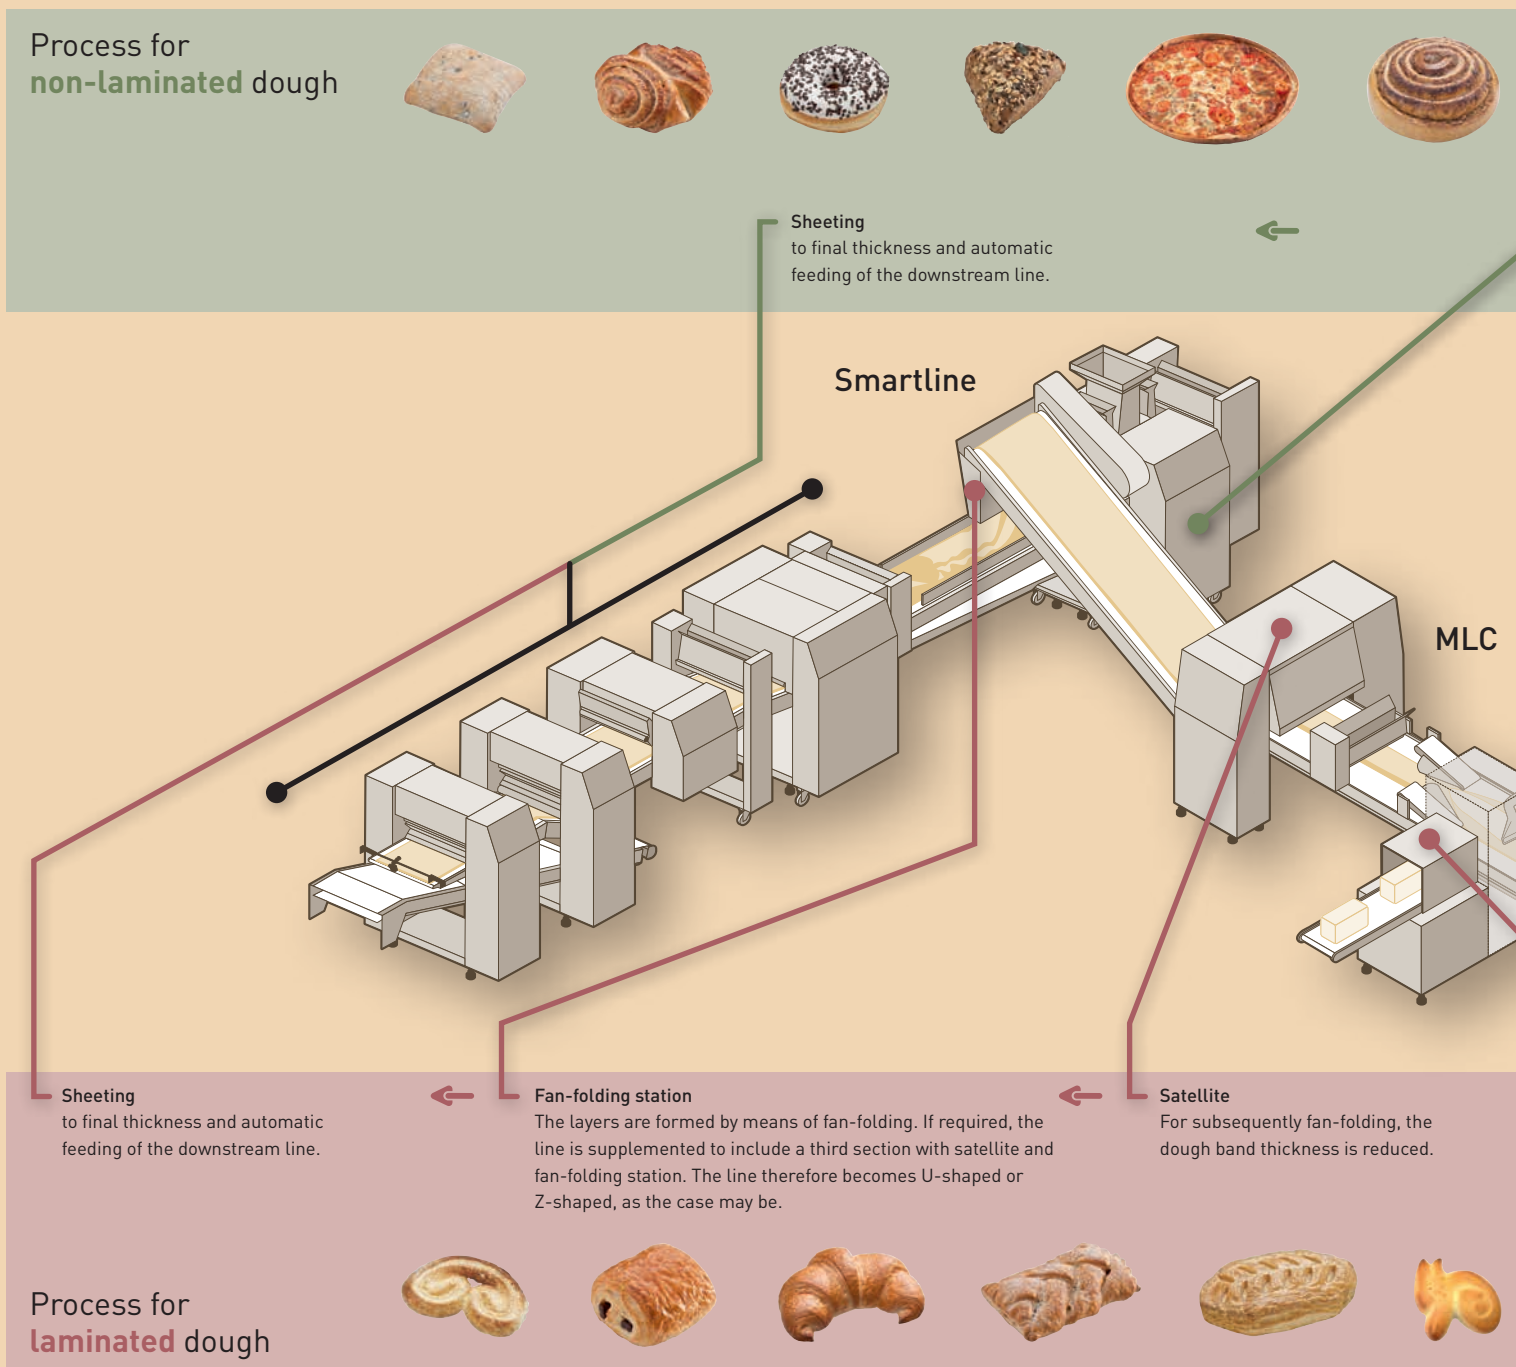 Process for
non-laminated dough
Sheeting
to final thickness and automatic
feeding of the downstream line.
Smartline
MLC
Sheeting
to final thickness and automatic
feeding of the downstream line.
Fan-folding station
The layers are formed by means of fan-folding. If required, the
line is supplemented to include a third section with satellite and
fan-folding station. The line therefore becomes U-shaped or
Z-shaped, as the case may be.
Satellite
For subsequently fan-folding, the
dough band thickness is reduced.
Process for
laminated dough